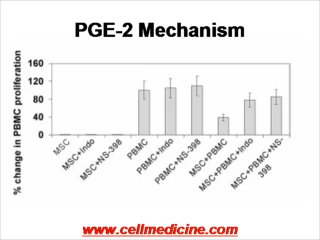 PGE-2 Mechanism
% change in PBMC proliferation
160
120
80
40
0
MSC
MSC+Indo
MSC+NS-398
PBMC
PBMC+Indo
PBMC+NS-398
MSC+PBMC
MSC+PBMC+Indo
MSC+PBMC+NS-
398
www.cellmedicine.com